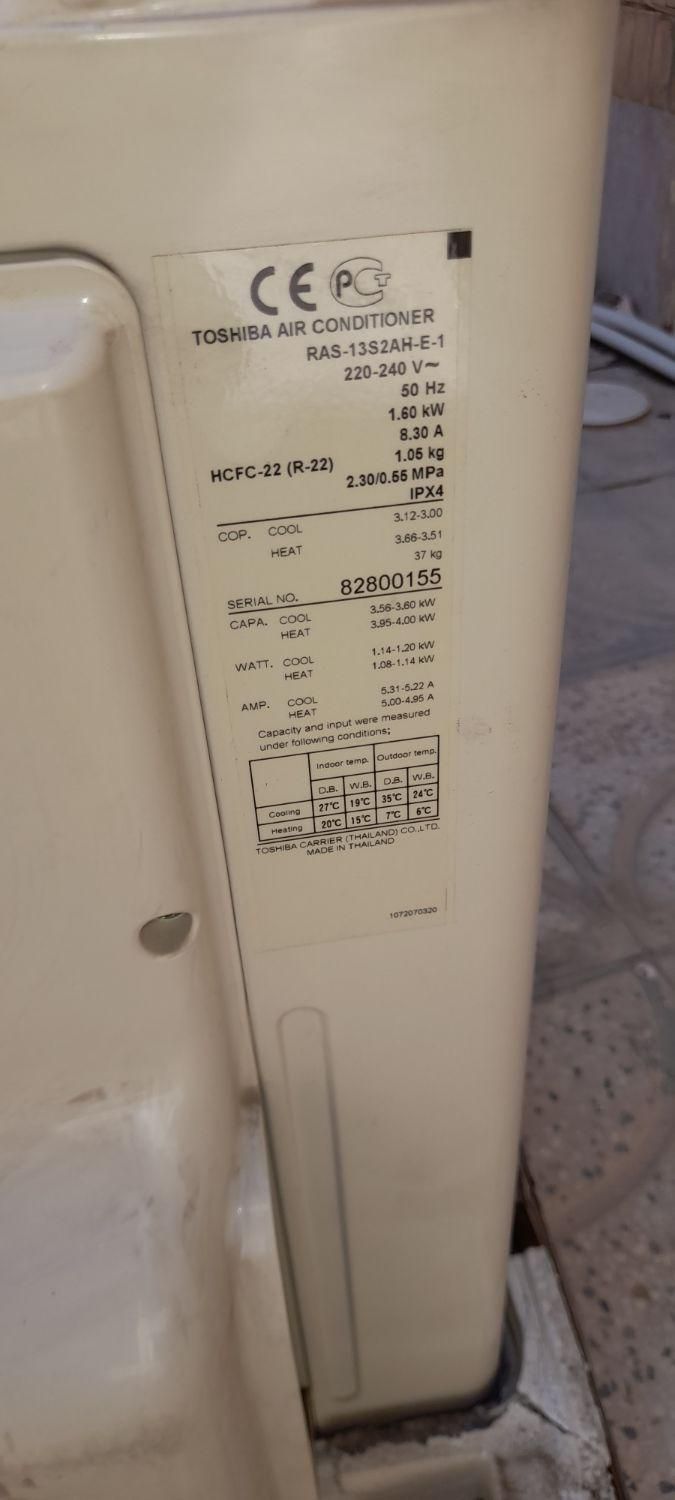 CE PCT
TOSHIBA AIR CONDITIONER
RAS-13S2AH-E-1
220-240 V~
50 Hz
1.60 kW
8.30 A
HCFC-22 (R-22) 1.05 kg
2.30/0.55 MPa
IPX4
COP. COOL 3.12-3.00
HEAT 3.66-3.51
37 kg
SERIAL NO. 82800155
CAPA. COOL 3.56-3.60 kW
HEAT 3.95-4.00 kW
WATT. COOL 1.14-1.20 kW
HEAT 1.08-1.14 kW
AMP. COOL 5.31-5.22 A
HEAT 5.00-4.95 A
Capacity and input were measured
under following conditions;
Indoor temp. Outdoor temp.
D.B. W.B. D.B. W.B.
Cooling 27°C 19°C 35°C 24°C
Heating 20°C 15°C 7°C 6°C
TOSHIBA CARRIER (THAILAND) CO.,LTD.
MADE IN THAILAND
1072070320